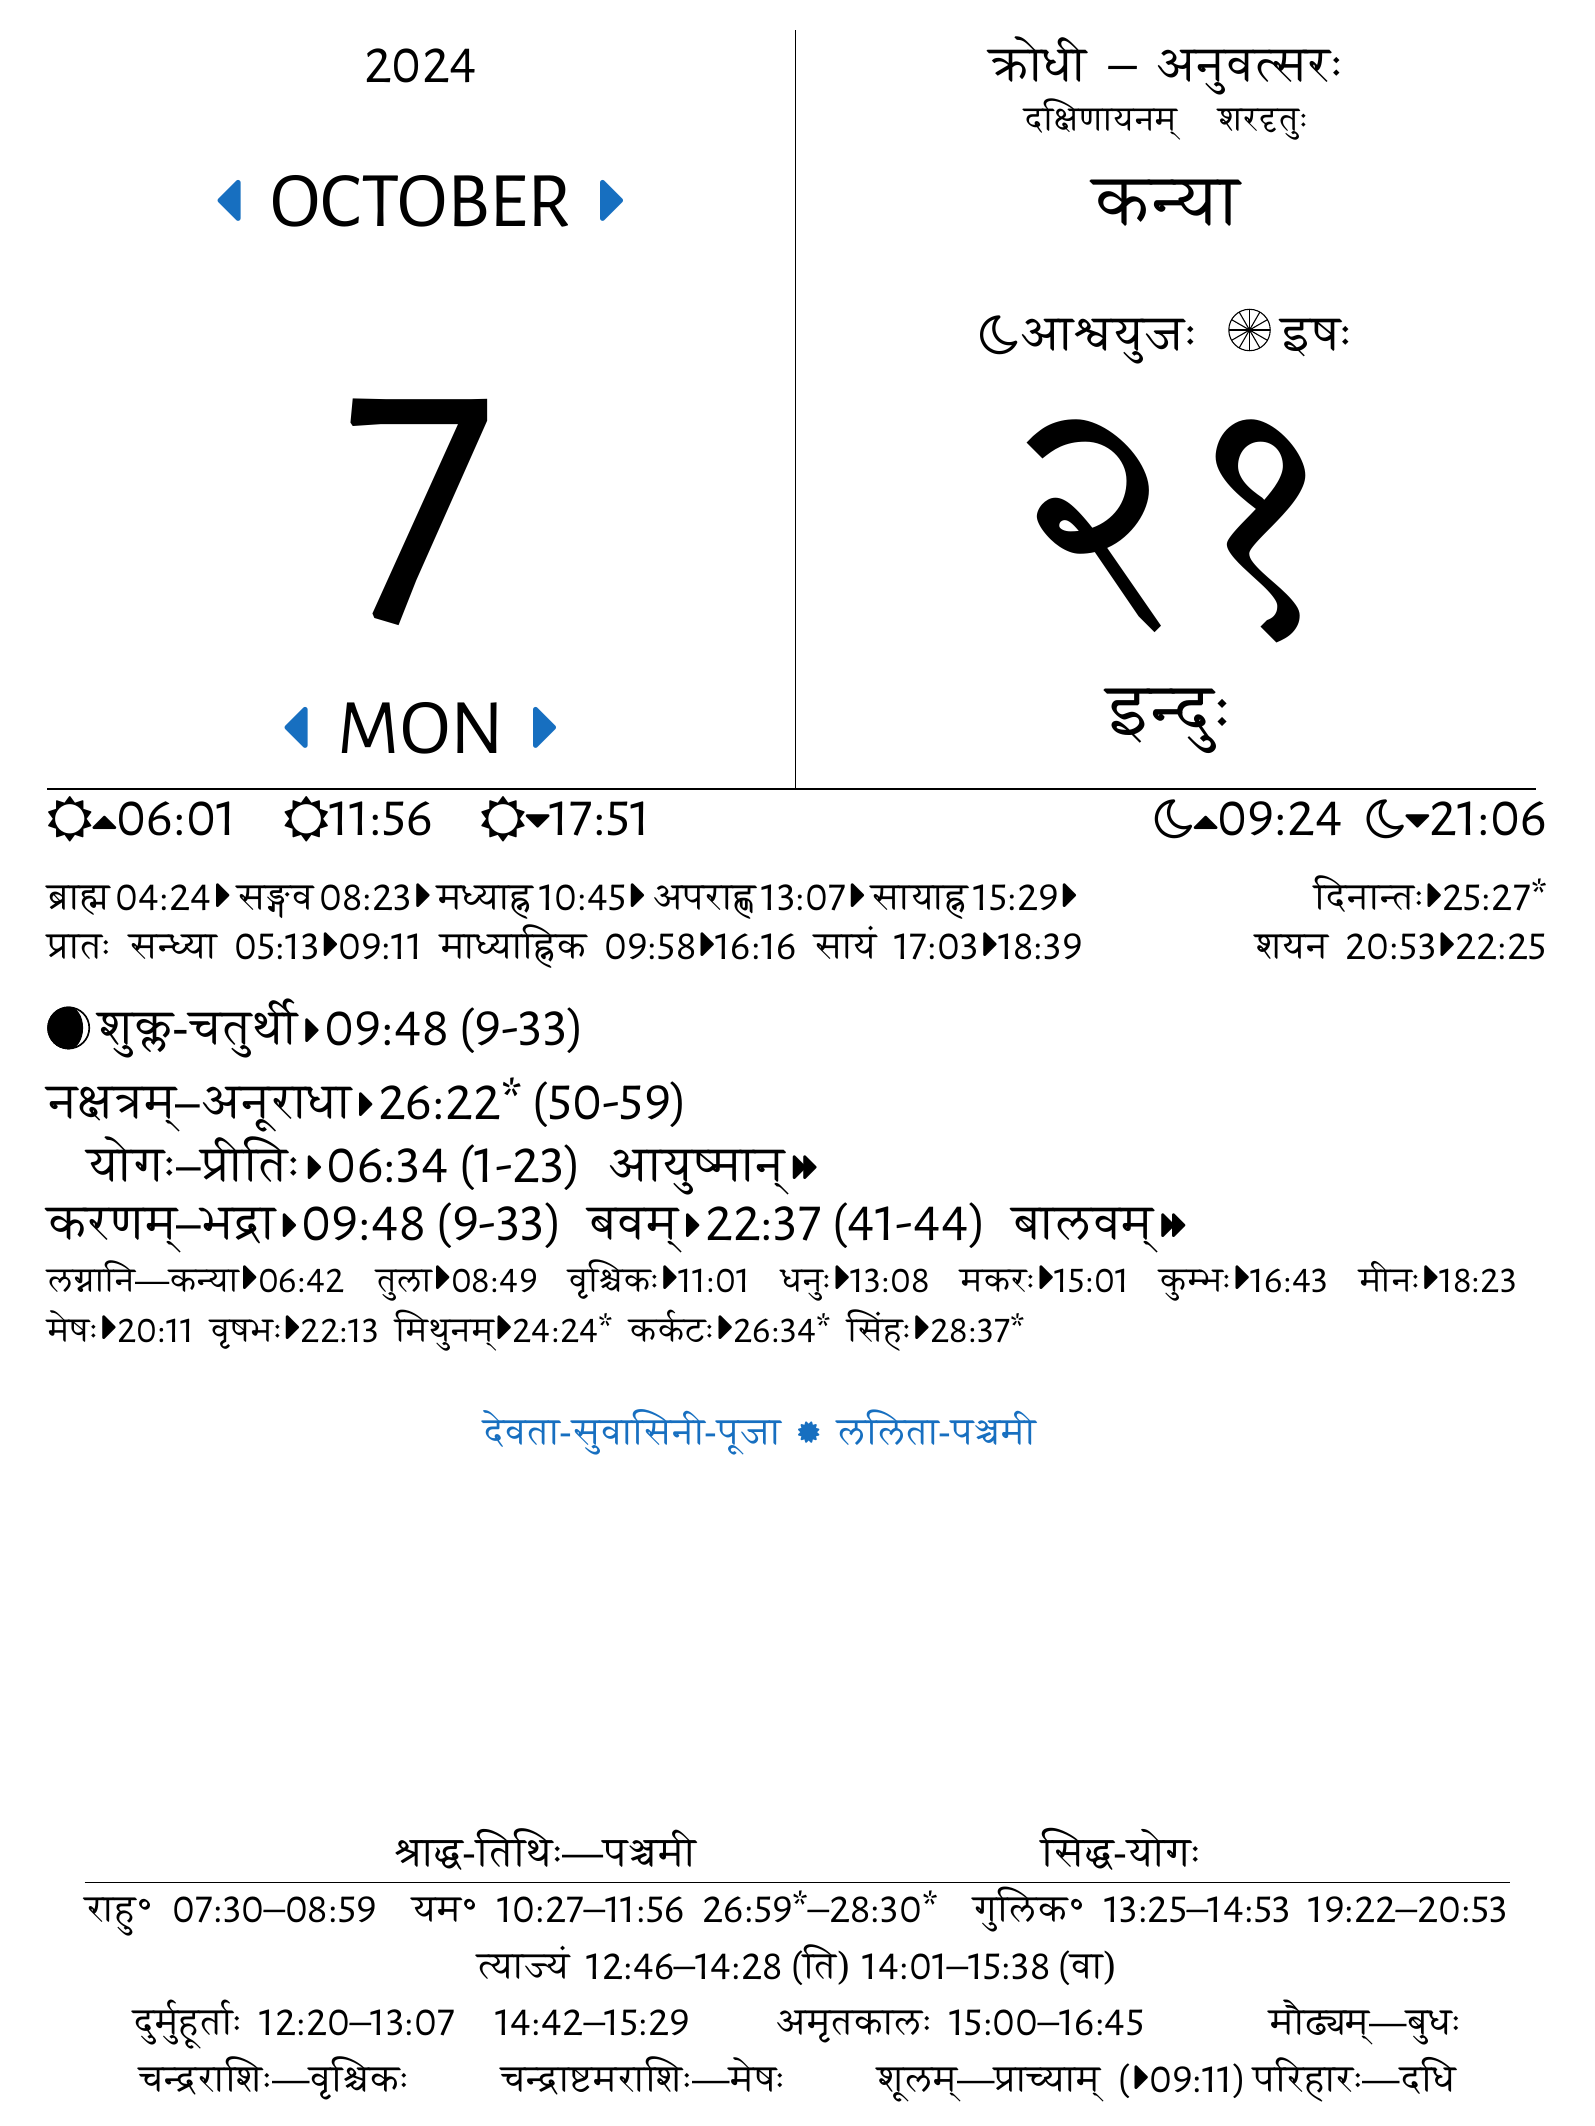 2024
OCTOBER
7
MON
क्रोधी – अनुवत्सरः
दक्षिणायनम् शरदृतुः
कन्या
आश्वयुजः इषः
२१
इन्दुः
06:01 11:56 17:51 09:24 21:06
ब्राह्म 04:24 सङ्गव 08:23 मध्याह्न 10:45 अपराह्ण 13:07 सायाह्न 15:29 दिनान्तः 25:27*
प्रातः सन्ध्या 05:13 09:11 माध्याह्निक 09:58 16:16 सायं 17:03 18:39 शयन 20:53 22:25
शुक्ल-चतुर्थी 09:48 (9-33)
नक्षत्रम्–अनूराधा 26:22* (50-59)
योगः–प्रीतिः 06:34 (1-23) आयुष्मान्
करणम्–भद्रा 09:48 (9-33) बवम् 22:37 (41-44) बालवम्
लग्नानि—कन्या 06:42 तुला 08:49 वृश्चिकः 11:01 धनुः 13:08 मकरः 15:01 कुम्भः 16:43 मीनः 18:23
मेषः 20:11 वृषभः 22:13 मिथुनम् 24:24* कर्कटः 26:34* सिंहः 28:37*
देवता-सुवासिनी-पूजा ✹ ललिता-पञ्चमी
श्राद्ध-तिथिः—पञ्चमी सिद्ध-योगः
राहु॰ 07:30–08:59 यम॰ 10:27–11:56 26:59*–28:30* गुलिक॰ 13:25–14:53 19:22–20:53
त्याज्यं 12:46–14:28 (ति) 14:01–15:38 (वा)
दुर्मुहूर्ताः 12:20–13:07 14:42–15:29 अमृतकालः 15:00–16:45 मौढ्यम्—बुधः
चन्द्रराशिः—वृश्चिकः चन्द्राष्टमराशिः—मेषः शूलम्—प्राच्याम् (09:11) परिहारः—दधि